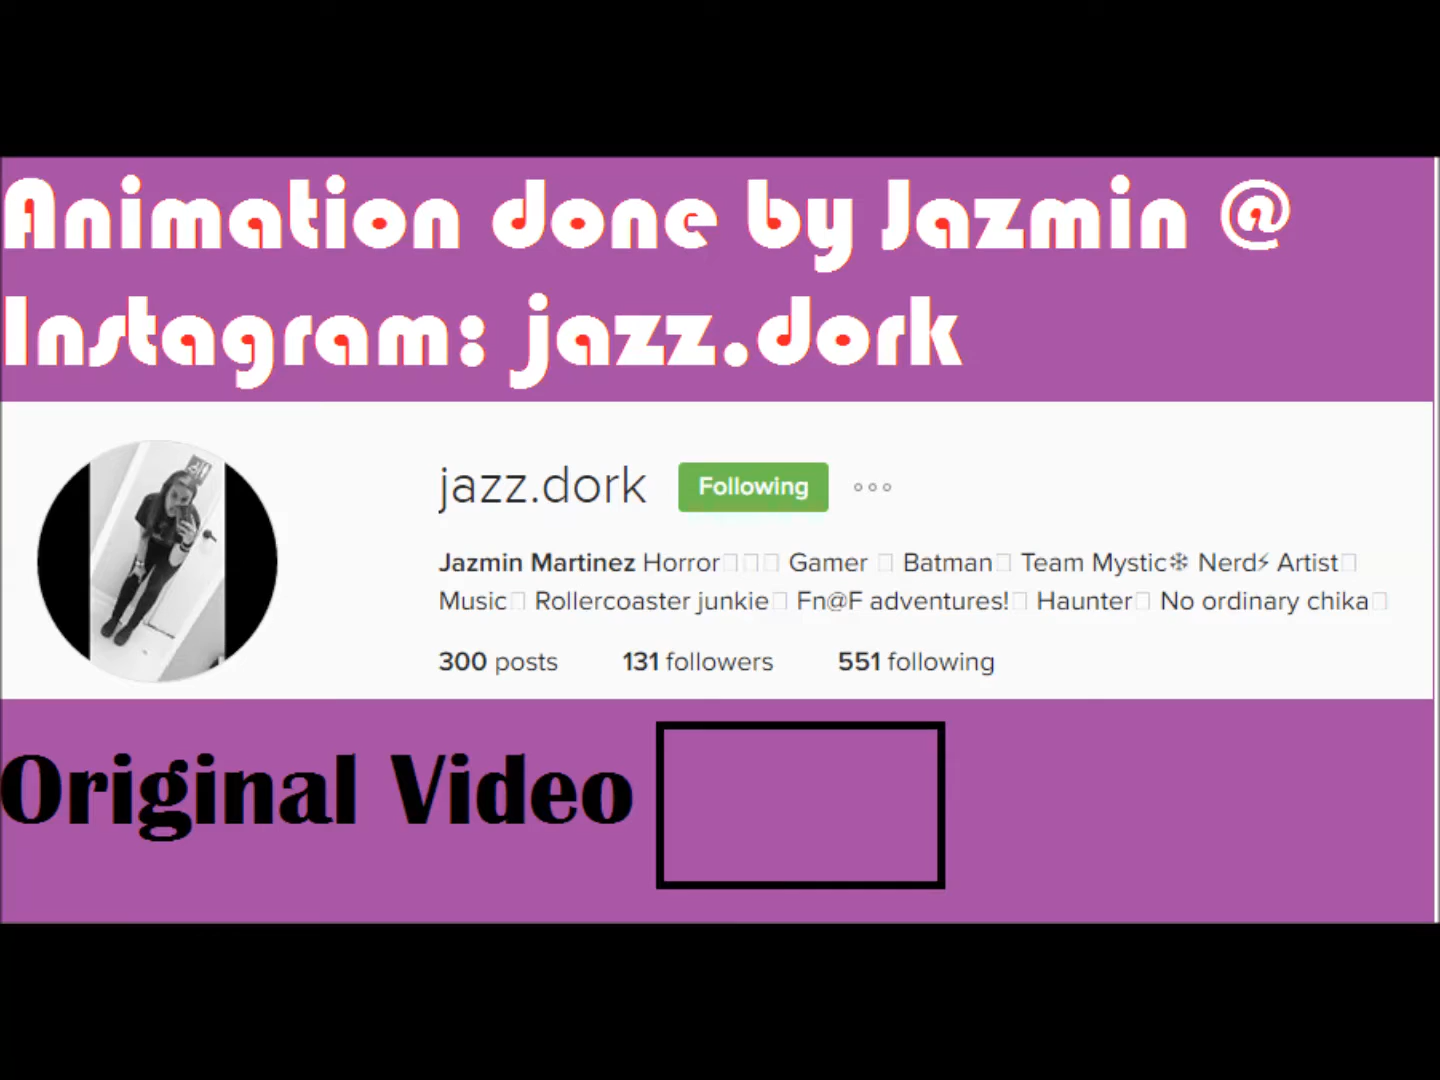 Animation done by Jazmin @
Instagram: jazz.dork
jazz.dork Following
Jazmin Martinez Horror Gamer Batman Team Mystic❄ Nerd⚡ Artist
Music Rollercoaster junkie Fn@F adventures! Haunter No ordinary chika
300 posts 131 followers 551 following
Original Video